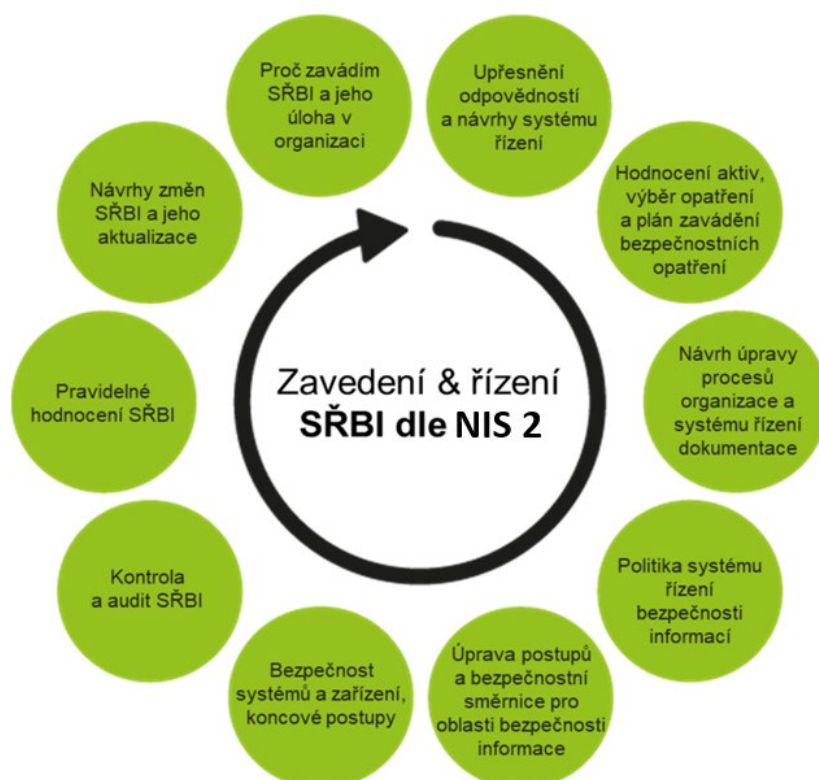 Proč zavádím
SŘBI a jeho
úloha v
organizaci
Upřesnění
odpovědností
a návrhy systému
řízení
Hodnocení aktiv,
výběr opatření
a plán zavádění
bezpečnostních
opatření
Návrh úpravy
procesů
organizace a
systému řízení
dokumentace
Politika systému
řízení
bezpečnosti
informací
Úprava postupů
a bezpečnostní
směrnice pro
oblasti bezpečnosti
informace
Bezpečnost
systémů a zařízení,
koncové postupy
Kontrola
a audit SŘBI
Pravidelné
hodnocení SŘBI
Návrhy změn
SŘBI a jeho
aktualizace
Zavedení & řízení
SŘBI dle NIS 2